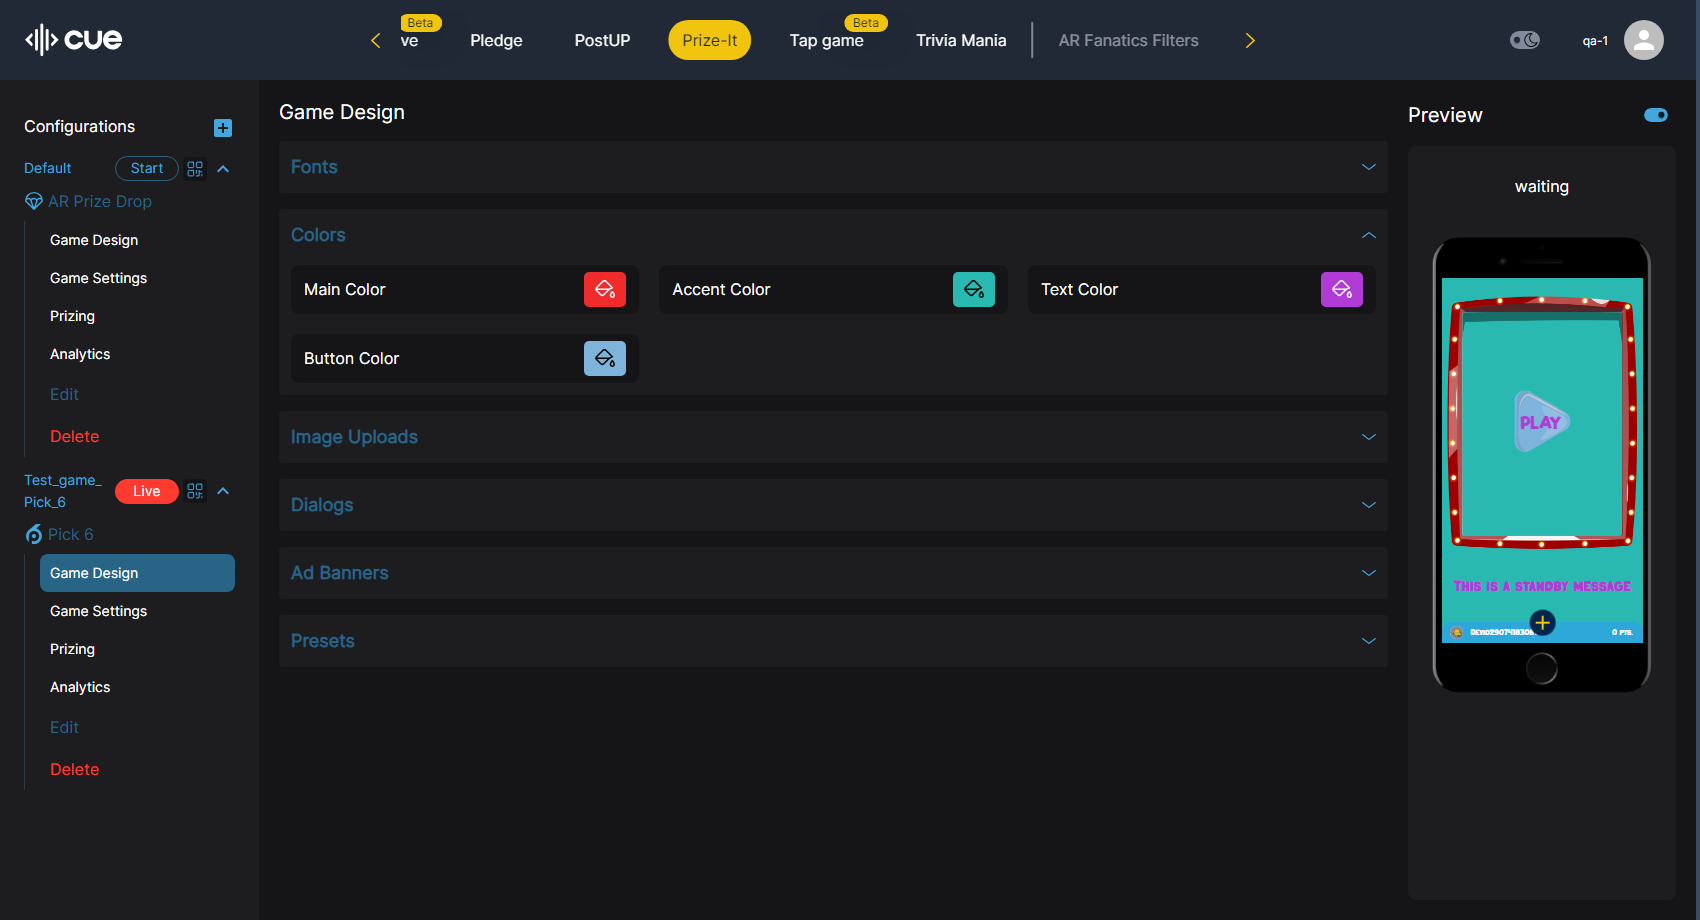 cue
Beta
ve
Pledge
PostUP
Prize-It
Tap game
Beta
Trivia Mania
AR Fanatics Filters
qa-1
Configurations
Default
Start
AR Prize Drop
Game Design
Game Settings
Prizing
Analytics
Edit
Delete
Test_game_
Pick_6
Live
Pick 6
Game Design
Game Settings
Prizing
Analytics
Edit
Delete
Game Design
Fonts
Colors
Main Color
Accent Color
Text Color
Button Color
Image Uploads
Dialogs
Ad Banners
Presets
Preview
waiting
PLAY
THIS IS A STANDBY MESSAGE
0 PTS.